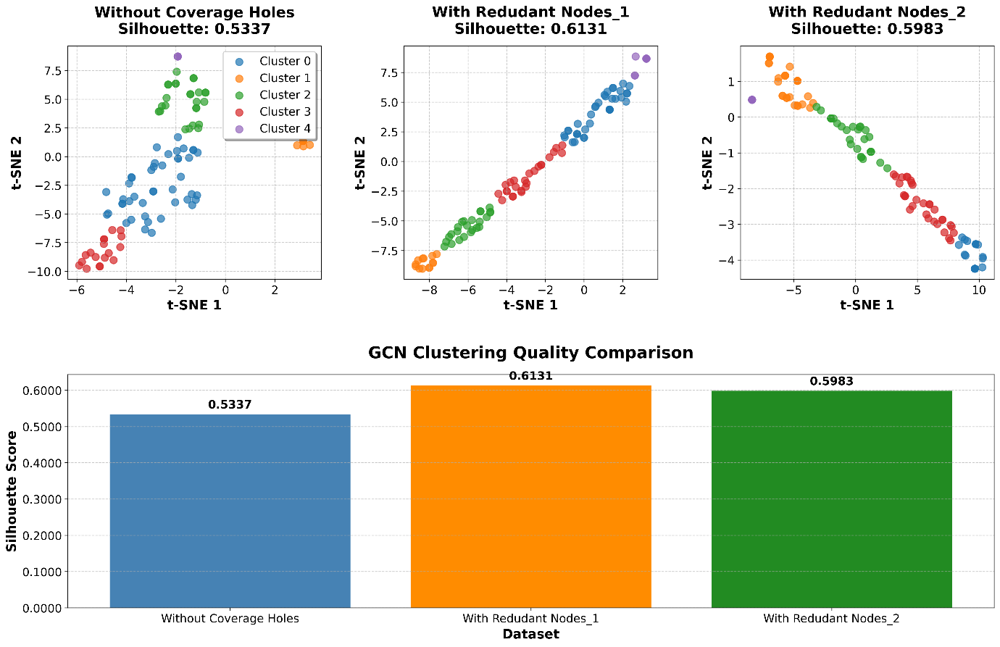 Without Coverage Holes
Silhouette: 0.5337
With Redudant Nodes_1
Silhouette: 0.6131
With Redudant Nodes_2
Silhouette: 0.5983
t-SNE 2
7.5
5.0
2.5
0.0
−2.5
−5.0
−7.5
−10.0
Cluster 0
Cluster 1
Cluster 2
Cluster 3
Cluster 4
−6
−4
−2
0
2
t-SNE 1
t-SNE 2
7.5
5.0
2.5
0.0
−2.5
−5.0
−7.5
−8
−6
−4
−2
0
2
t-SNE 1
t-SNE 2
1
0
−1
−2
−3
−4
−5
0
5
10
t-SNE 1
GCN Clustering Quality Comparison
Silhouette Score
0.6000
0.5000
0.4000
0.3000
0.2000
0.1000
0.0000
0.5337
0.6131
0.5983
Without Coverage Holes
With Redudant Nodes_1
With Redudant Nodes_2
Dataset